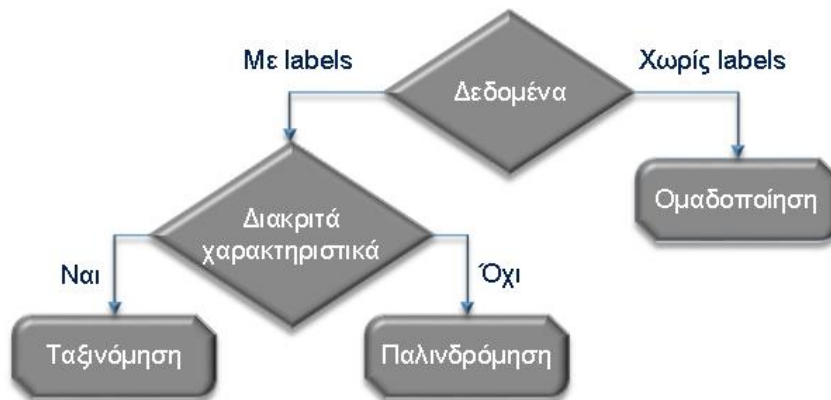 Με labels
Χωρίς labels
Δεδομένα
Ομαδοποίηση
Διακριτά
χαρακτηριστικά
Ναι
Όχι
Ταξινόμηση
Παλινδρόμηση